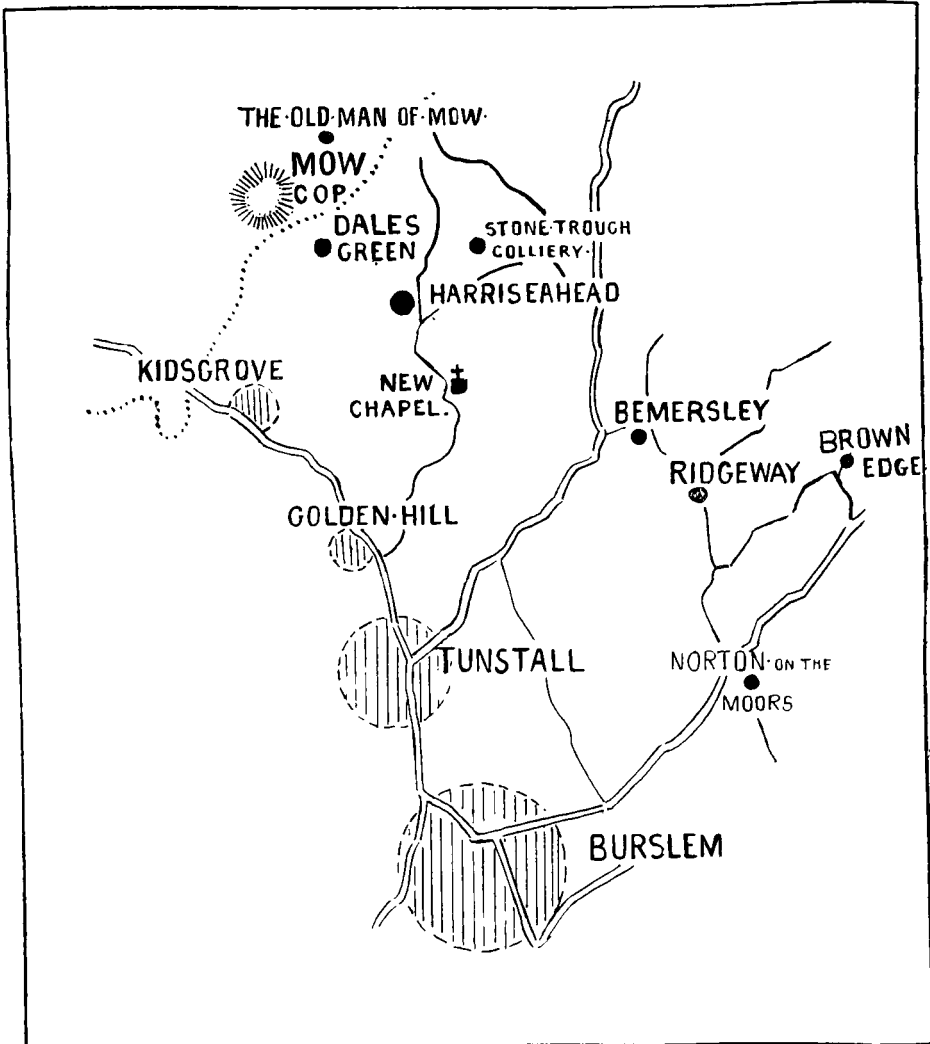 THE·OLD·MAN OF·MOW·
MOW
COP
DALES
GREEN
STONE·TROUGH
COLLIERY·
HARRISEAHEAD
KIDSGROVE
NEW
CHAPEL.
BEMERSLEY
BROWN
EDGE
RIDGEWAY
GOLDEN·HILL
TUNSTALL
NORTON·ON THE
MOORS
BURSLEM